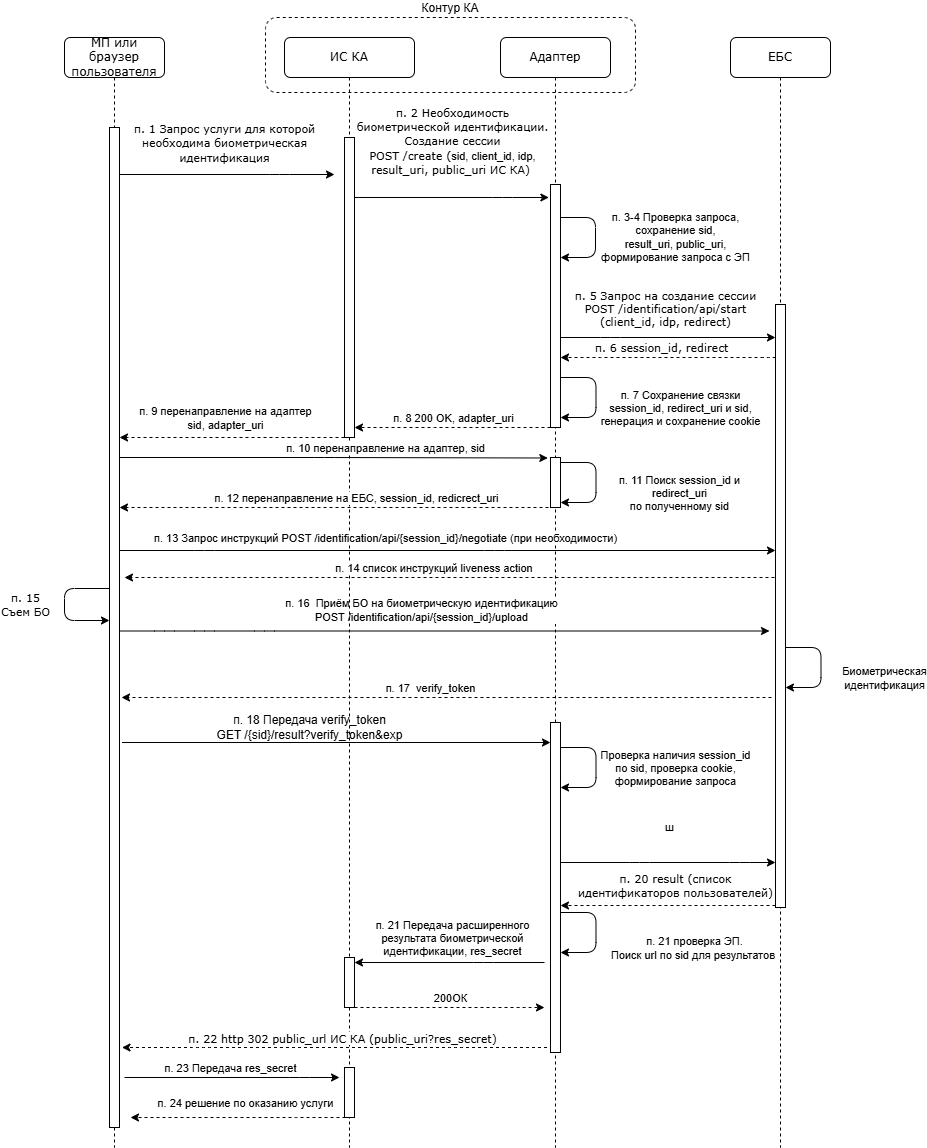 Контур КА
МП или
браузер
пользователя
ИС КА
Адаптер
ЕБС
п. 1 Запрос услуги для которой
необходима биометрическая
идентификация
п. 2 Необходимость
биометрической идентификации.
Создание сессии
POST /create (sid, client_id, idp,
result_uri, public_uri ИС КА)
п. 3-4 Проверка запроса,
сохранение sid,
result_uri, public_uri,
формирование запроса с ЭП
п. 5 Запрос на создание сессии
POST /identification/api/start
(client_id, idp, redirect)
п. 6 session_id, redirect
п. 7 Сохранение связки
session_id, redirect_uri и sid,
генерация и сохранение cookie
п. 8 200 OK, adapter_uri
п. 9 перенаправление на адаптер
sid, adapter_uri
п. 10 перенаправление на адаптер, sid
п. 11 Поиск session_id и
redirect_uri
по полученному sid
п. 12 перенаправление на ЕБС, session_id, redicrect_uri
п. 13 Запрос инструкций POST /identification/api/{session_id}/negotiate (при необходимости)
п. 14 список инструкций liveness action
п. 15
Съем БО
п. 16 Приём БО на биометрическую идентификацию
POST /identification/api/{session_id}/upload
Биометрическая
идентификация
п. 17 verify_token
п. 18 Передача verify_token
GET /{sid}/result?verify_token&exp
Проверка наличия session_id
по sid, проверка cookie,
формирование запроса
ш
п. 20 result (список
идентификаторов пользователей)
п. 21 Передача расширенного
результата биометрической
идентификации, res_secret
п. 21 проверка ЭП.
Поиск url по sid для результатов
200OK
п. 22 http 302 public_url ИС КА (public_uri?res_secret)
п. 23 Передача res_secret
п. 24 решение по оказанию услуги